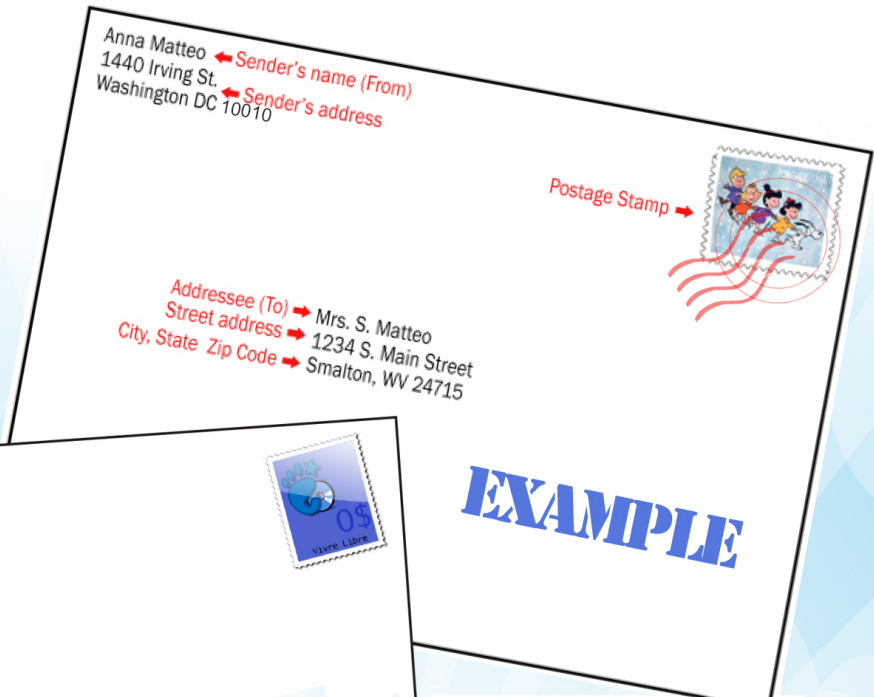 Anna Matteo
Sender's name (From)
1440 Irving St.
Sender's address
Washington DC 10010
Postage Stamp
Addressee (To)
Mrs. S. Matteo
Street address
1234 S. Main Street
City, State Zip Code
Smalton, WV 24715
EXAMPLE
0$
Vivre Libre